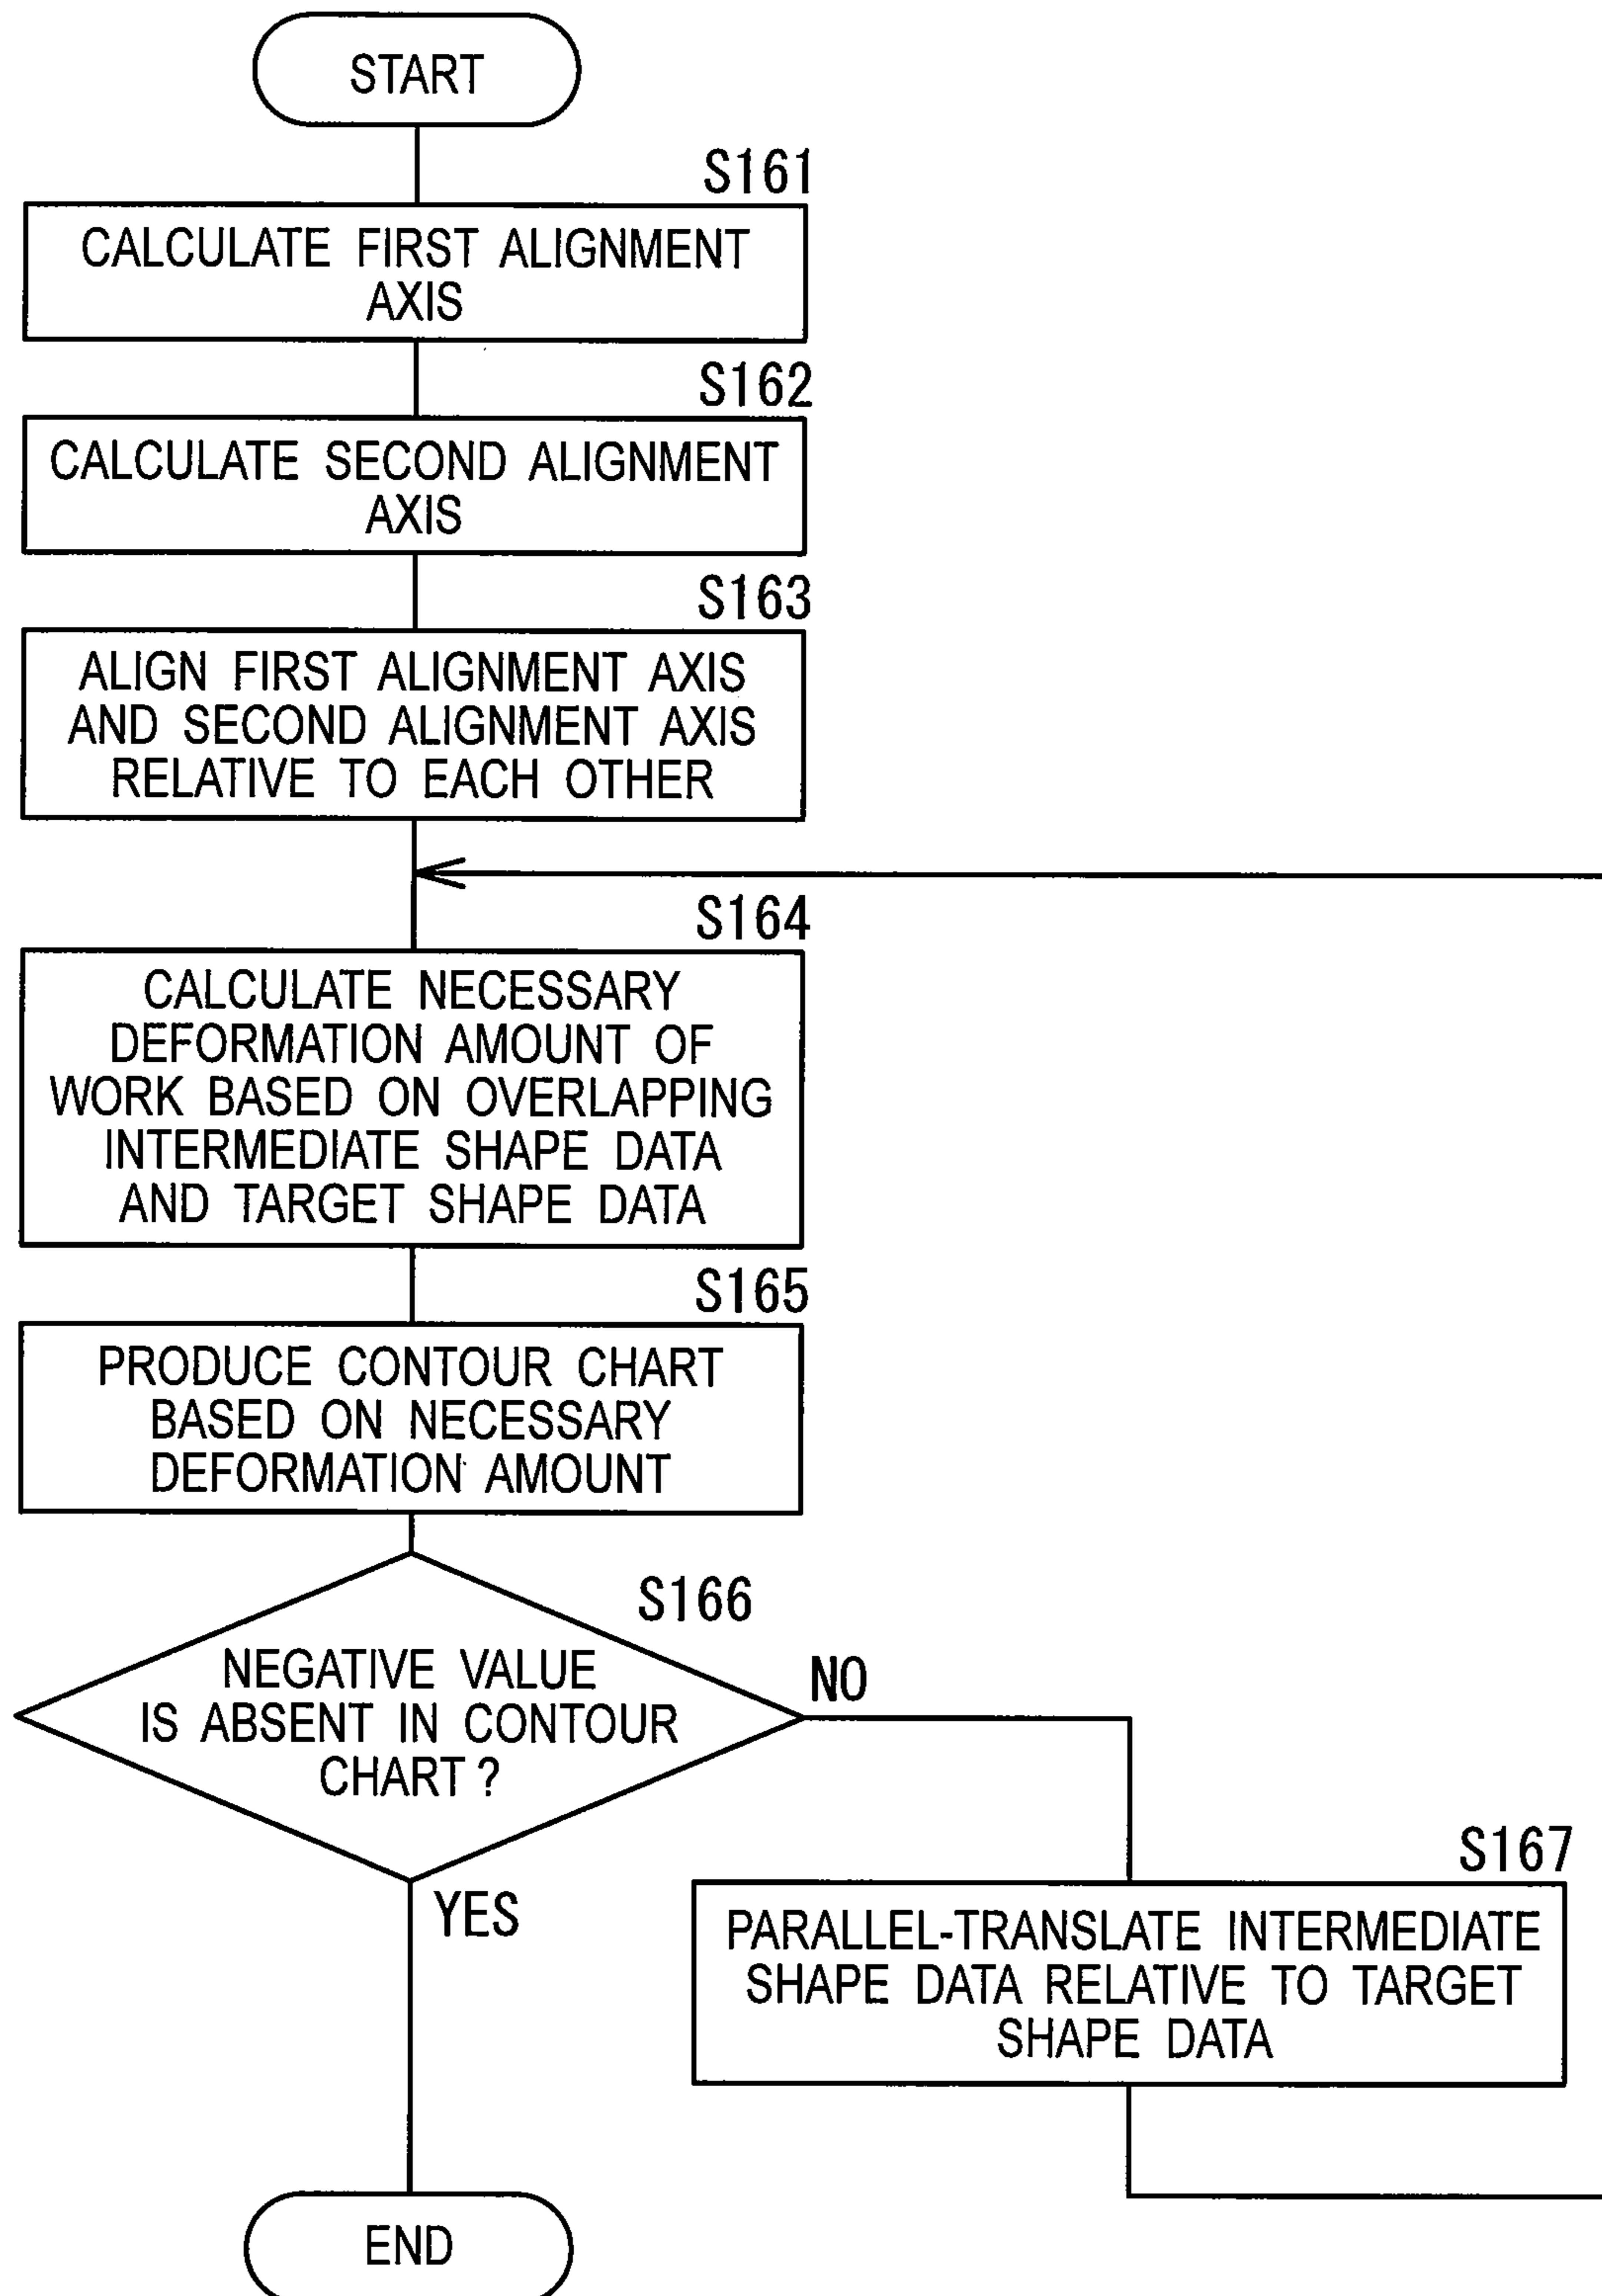 START
S161
CALCULATE FIRST ALIGNMENT
AXIS
S162
CALCULATE SECOND ALIGNMENT
AXIS
S163
ALIGN FIRST ALIGNMENT AXIS
AND SECOND ALIGNMENT AXIS
RELATIVE TO EACH OTHER
S164
CALCULATE NECESSARY
DEFORMATION AMOUNT OF
WORK BASED ON OVERLAPPING
INTERMEDIATE SHAPE DATA
AND TARGET SHAPE DATA
S165
PRODUCE CONTOUR CHART
BASED ON NECESSARY
DEFORMATION AMOUNT
S166
NEGATIVE VALUE
IS ABSENT IN CONTOUR
CHART ?
NO
YES
S167
PARALLEL-TRANSLATE INTERMEDIATE
SHAPE DATA RELATIVE TO TARGET
SHAPE DATA
END